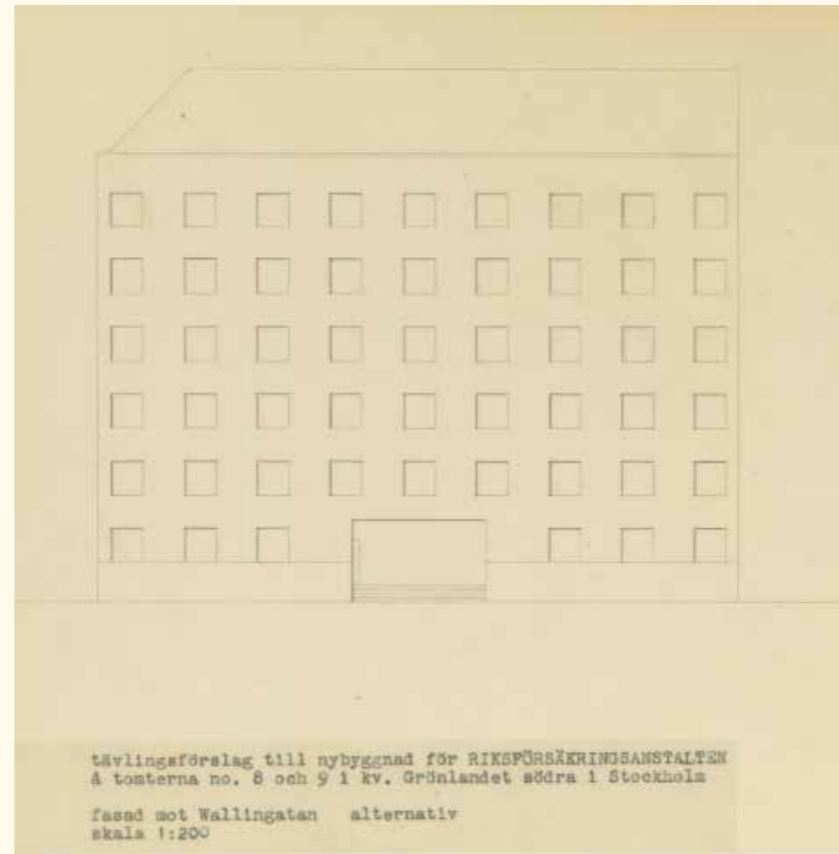 tävlingsförslag till nybyggnad för RIKSFÖRSÄKRINGSANSTALTEN
å tomterna no. 8 och 9 i kv. Grönlandet södra i Stockholm
fasad mot Wallingatan alternativ
skala 1:200